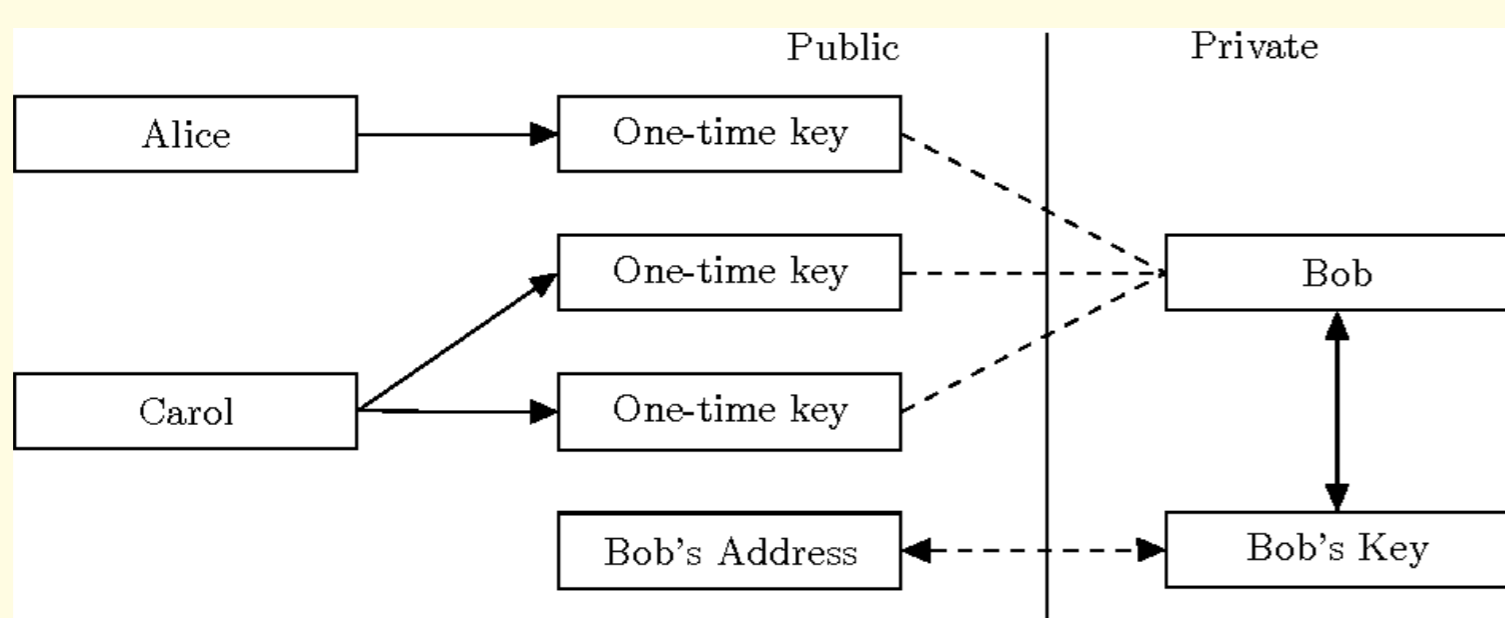 Public
Private
Alice
One-time key
One-time key
Bob
Carol
One-time key
Bob's Address
Bob's Key